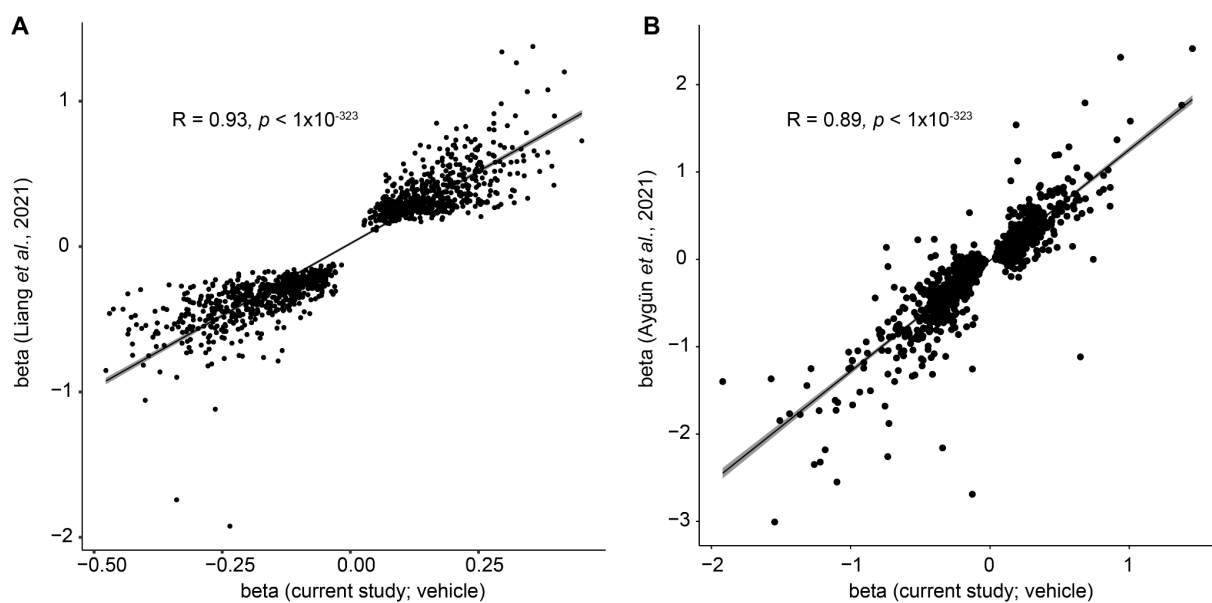 A
R = 0.93, p < 1x10-323
beta (Liang et al., 2021)
1
0
−1
−2
−0.50 −0.25 0.00 0.25
beta (current study; vehicle)
B
R = 0.89, p < 1x10-323
beta (Aygün et al., 2021)
2
1
0
−1
−2
−3
−2 −1 0 1
beta (current study; vehicle)